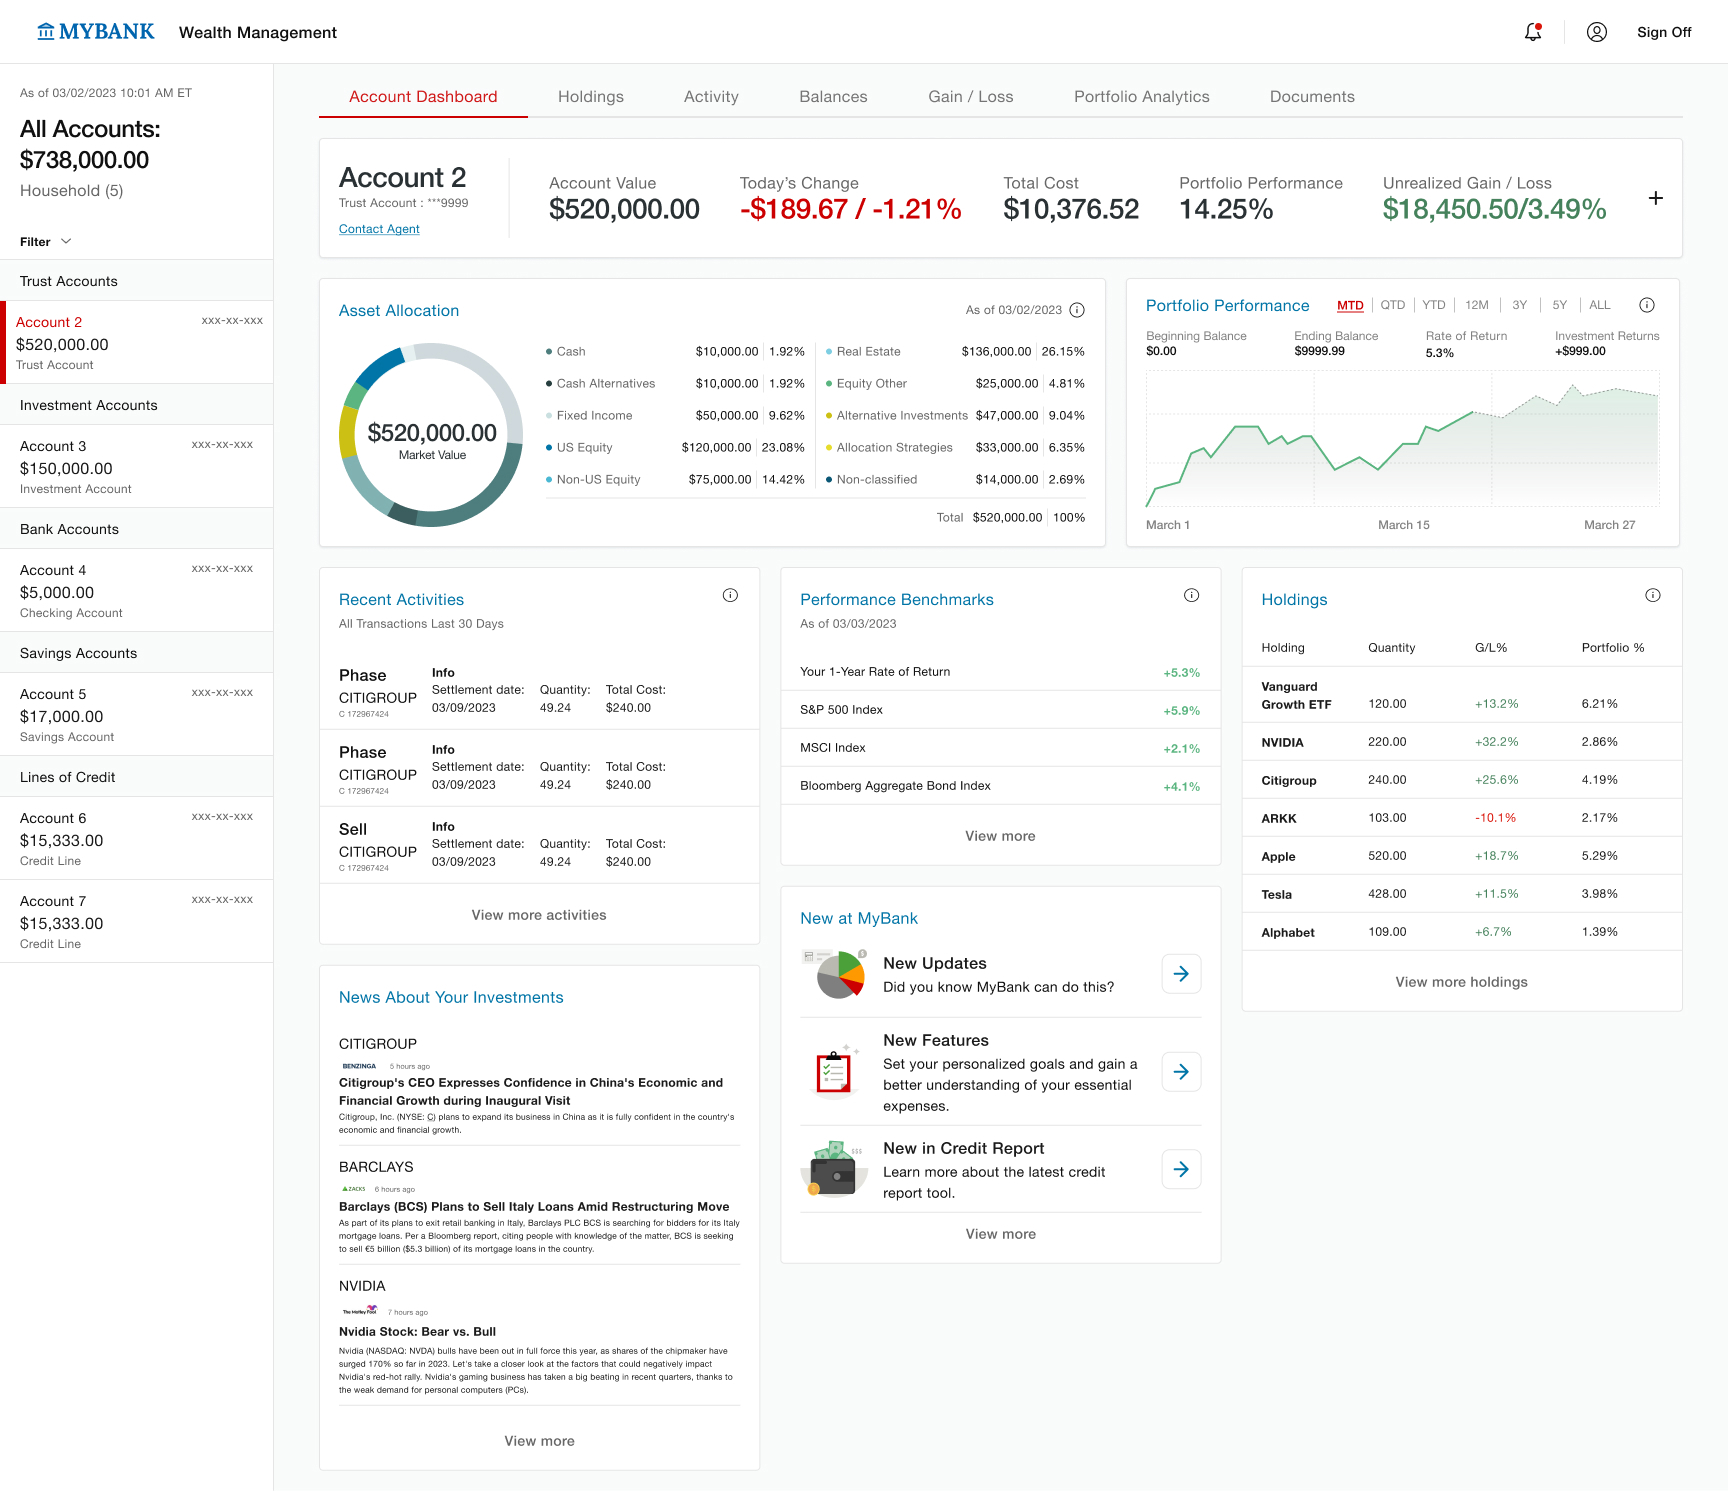 MYBANK
Wealth Management
Sign Off
As of 03/02/2023 10:01 AM ET
All Accounts:
$738,000.00
Household (5)
Filter
Trust Accounts
Account 2 xxx-xx-xxx
$520,000.00
Trust Account
Investment Accounts
Account 3 xxx-xx-xxx
$150,000.00
Investment Account
Bank Accounts
Account 4 xxx-xx-xxx
$5,000.00
Checking Account
Savings Accounts
Account 5 xxx-xx-xxx
$17,000.00
Savings Account
Lines of Credit
Account 6 xxx-xx-xxx
$15,333.00
Credit Line
Account 7 xxx-xx-xxx
$15,333.00
Credit Line
Account Dashboard Holdings Activity Balances Gain / Loss Portfolio Analytics Documents
Account 2
Trust Account : ***9999
Contact Agent
Account Value
$520,000.00
Today's Change
-$189.67 / -1.21%
Total Cost
$10,376.52
Portfolio Performance
14.25%
Unrealized Gain / Loss
$18,450.50/3.49%
Asset Allocation
As of 03/02/2023
$520,000.00
Market Value
Cash $10,000.00 1.92%
Cash Alternatives $10,000.00 1.92%
Fixed Income $50,000.00 9.62%
US Equity $120,000.00 23.08%
Non-US Equity $75,000.00 14.42%
Real Estate $136,000.00 26.15%
Equity Other $25,000.00 4.81%
Alternative Investments $47,000.00 9.04%
Allocation Strategies $33,000.00 6.35%
Non-classified $14,000.00 2.69%
Total $520,000.00 100%
Portfolio Performance
MTD QTD YTD 12M 3Y 5Y ALL
Beginning Balance
$0.00
Ending Balance
$9999.99
Rate of Return
5.3%
Investment Returns
+$999.00
March 1 March 15 March 27
Recent Activities
All Transactions Last 30 Days
Phase
CITIGROUP
C 172967424
Info
Settlement date: Quantity: Total Cost:
03/09/2023 49.24 $240.00
Phase
CITIGROUP
C 172967424
Info
Settlement date: Quantity: Total Cost:
03/09/2023 49.24 $240.00
Sell
CITIGROUP
C 172967424
Info
Settlement date: Quantity: Total Cost:
03/09/2023 49.24 $240.00
View more activities
Performance Benchmarks
As of 03/03/2023
Your 1-Year Rate of Return +5.3%
S&P 500 Index +5.9%
MSCI Index +2.1%
Bloomberg Aggregate Bond Index +4.1%
View more
Holdings
Holding Quantity G/L% Portfolio %
Vanguard
Growth ETF 120.00 +13.2% 6.21%
NVIDIA 220.00 +32.2% 2.86%
Citigroup 240.00 +25.6% 4.19%
ARKK 103.00 -10.1% 2.17%
Apple 520.00 +18.7% 5.29%
Tesla 428.00 +11.5% 3.98%
Alphabet 109.00 +6.7% 1.39%
View more holdings
News About Your Investments
CITIGROUP
BENZINGA 5 hours ago
Citigroup's CEO Expresses Confidence in China's Economic and
Financial Growth during Inaugural Visit
Citigroup, Inc. (NYSE: C) plans to expand its business in China as it is fully confident in the country's
economic and financial growth.
BARCLAYS
ZACKS 6 hours ago
Barclays (BCS) Plans to Sell Italy Loans Amid Restructuring Move
As part of its plans to exit retail banking in Italy, Barclays PLC BCS is searching for bidders for its Italy
mortgage loans. Per a Bloomberg report, citing people with knowledge of the matter, BCS is seeking
to sell €5 billion ($5.3 billion) of its mortgage loans in the country.
NVIDIA
The Motley Fool 7 hours ago
Nvidia Stock: Bear vs. Bull
Nvidia (NASDAQ: NVDA) bulls have been out in full force this year, as shares of the chipmaker have
surged 170% so far in 2023. Let's take a closer look at the factors that could negatively impact
Nvidia's red-hot rally. Nvidia's gaming business has taken a big beating in recent quarters, thanks to
the weak demand for personal computers (PCs).
View more
New at MyBank
New Updates
Did you know MyBank can do this?
New Features
Set your personalized goals and gain a
better understanding of your essential
expenses.
$$$
New in Credit Report
Learn more about the latest credit
report tool.
View more